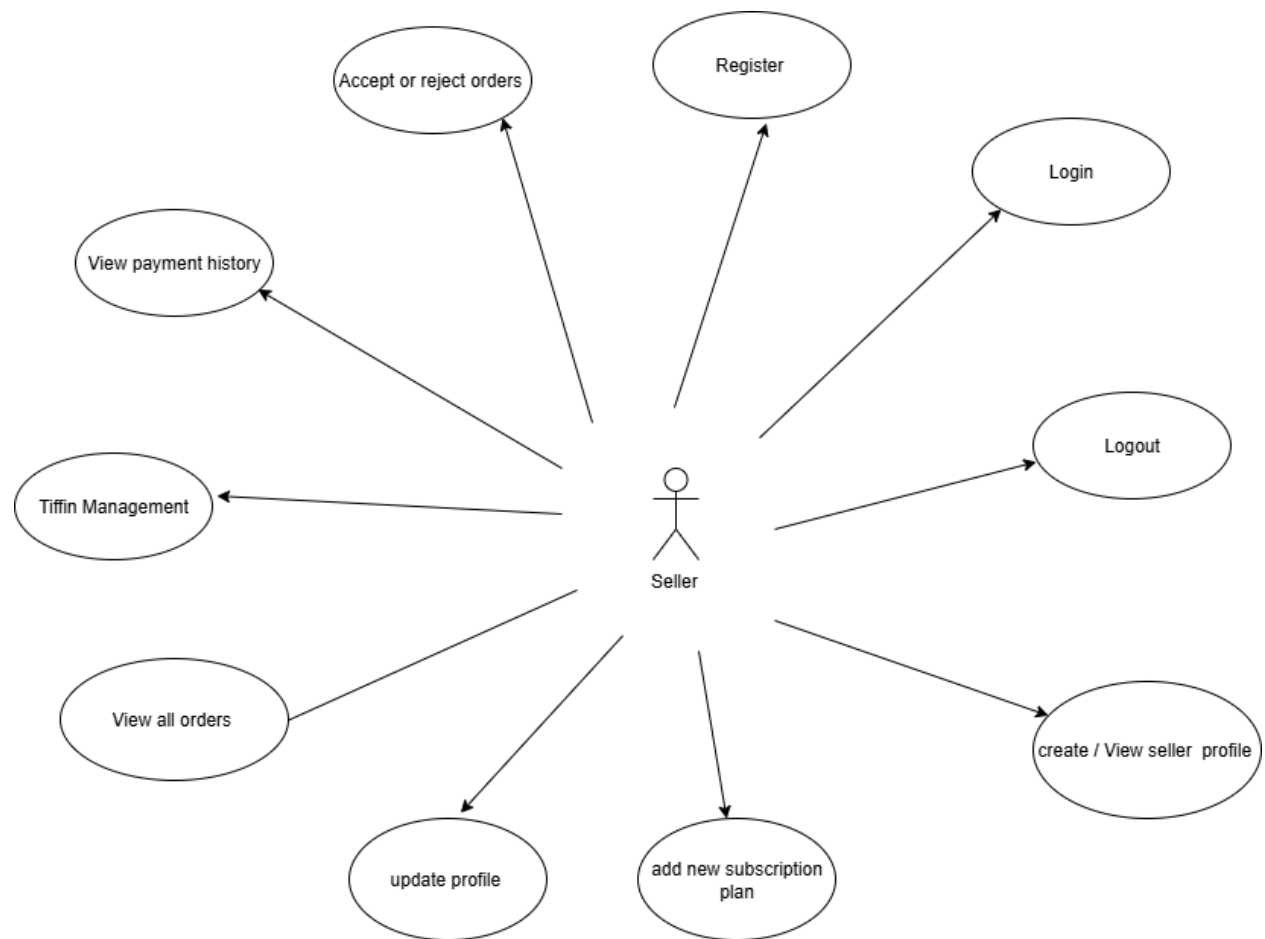 Register
Accept or reject orders
Login
View payment history
Logout
Tiffin Management
Seller
View all orders
create / View seller  profile
add new subscription
plan
update profile